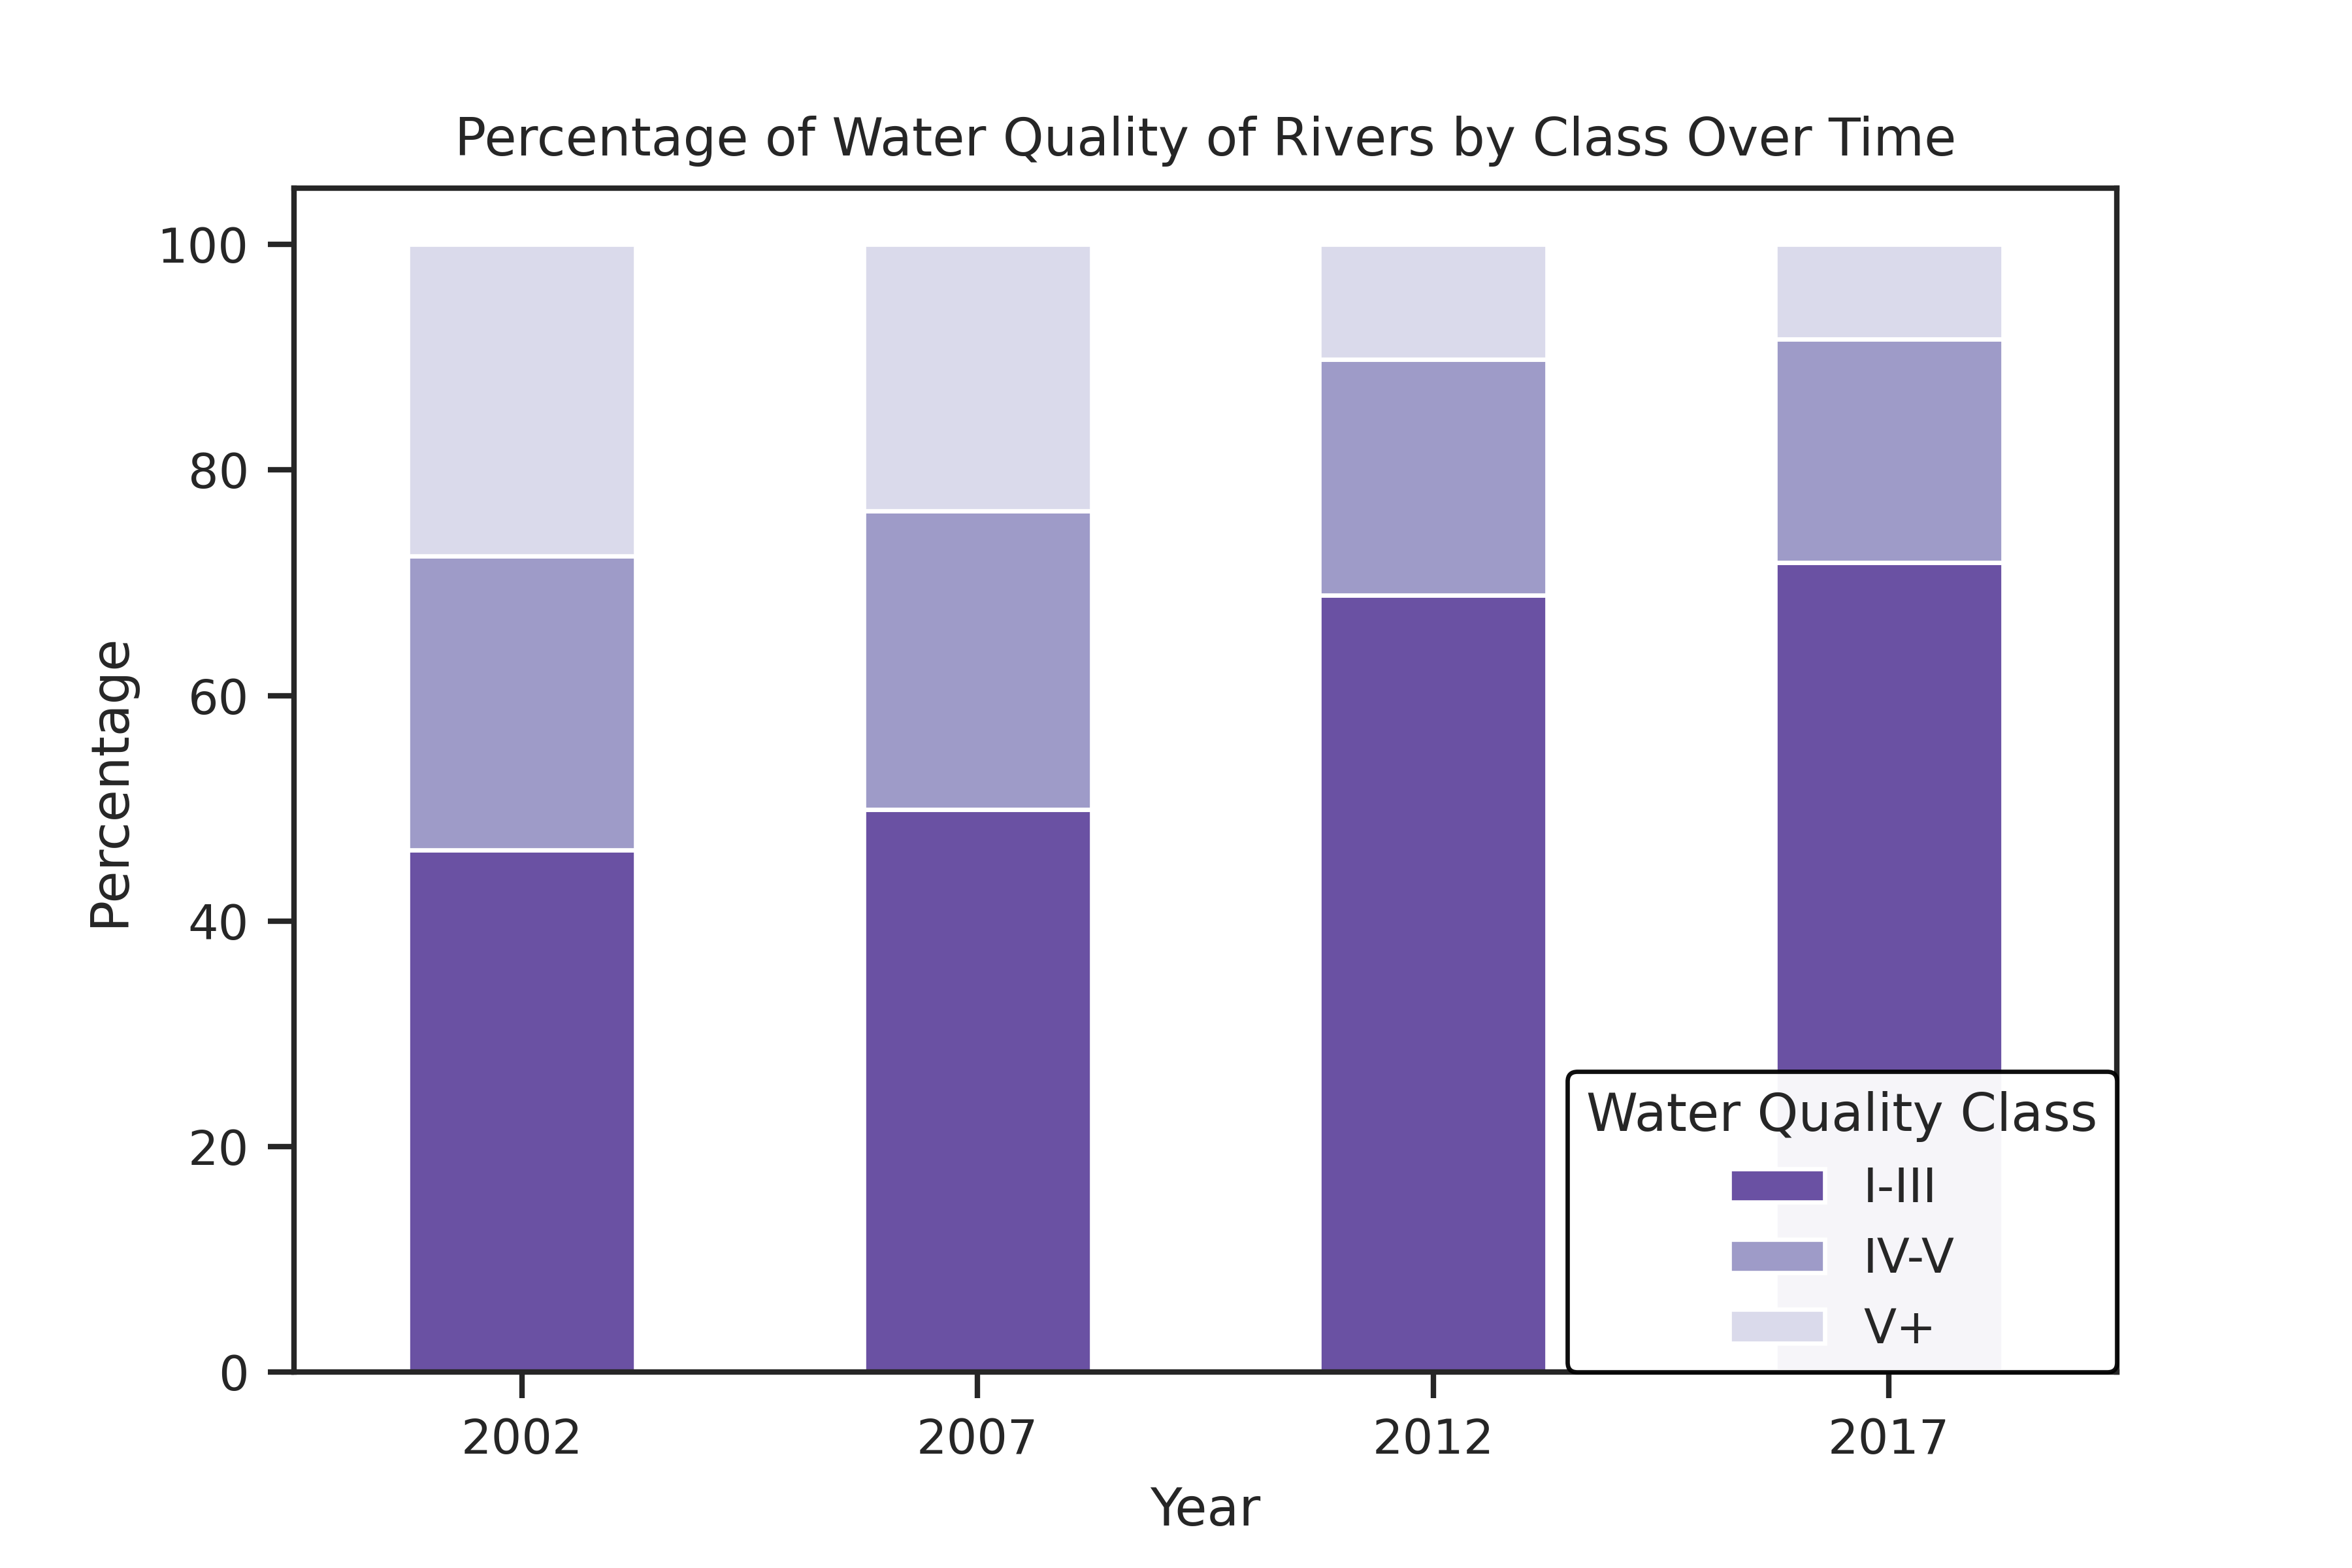 Percentage of Water Quality of Rivers by Class Over Time
Percentage
100
80
60
40
20
0
Water Quality Class
I-III
IV-V
V+
2002 2007 2012 2017
Year